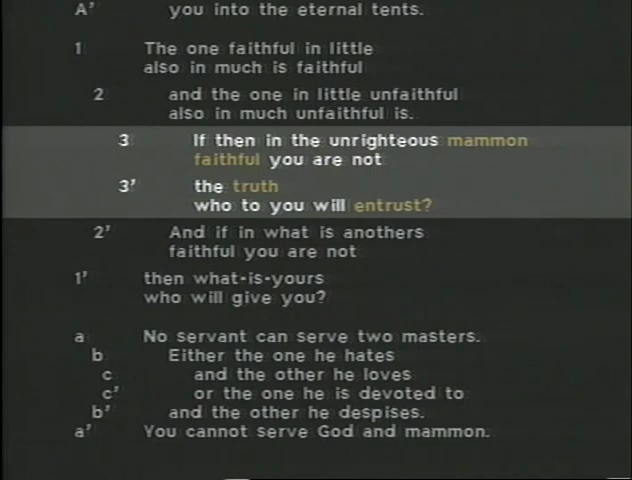 A' you into the eternal tents.
1 The one faithful in little
also in much is faithful
2 and the one in little unfaithful
also in much unfaithful is.
3 If then in the unrighteous mammon
faithful you are not
3' the truth
who to you will entrust?
2' And if in what is anothers
faithful you are not
1' then what-is-yours
who will give you?
a No servant can serve two masters.
b Either the one he hates
c and the other he loves
c' or the one he is devoted to
b' and the other he despises.
a' You cannot serve God and mammon.